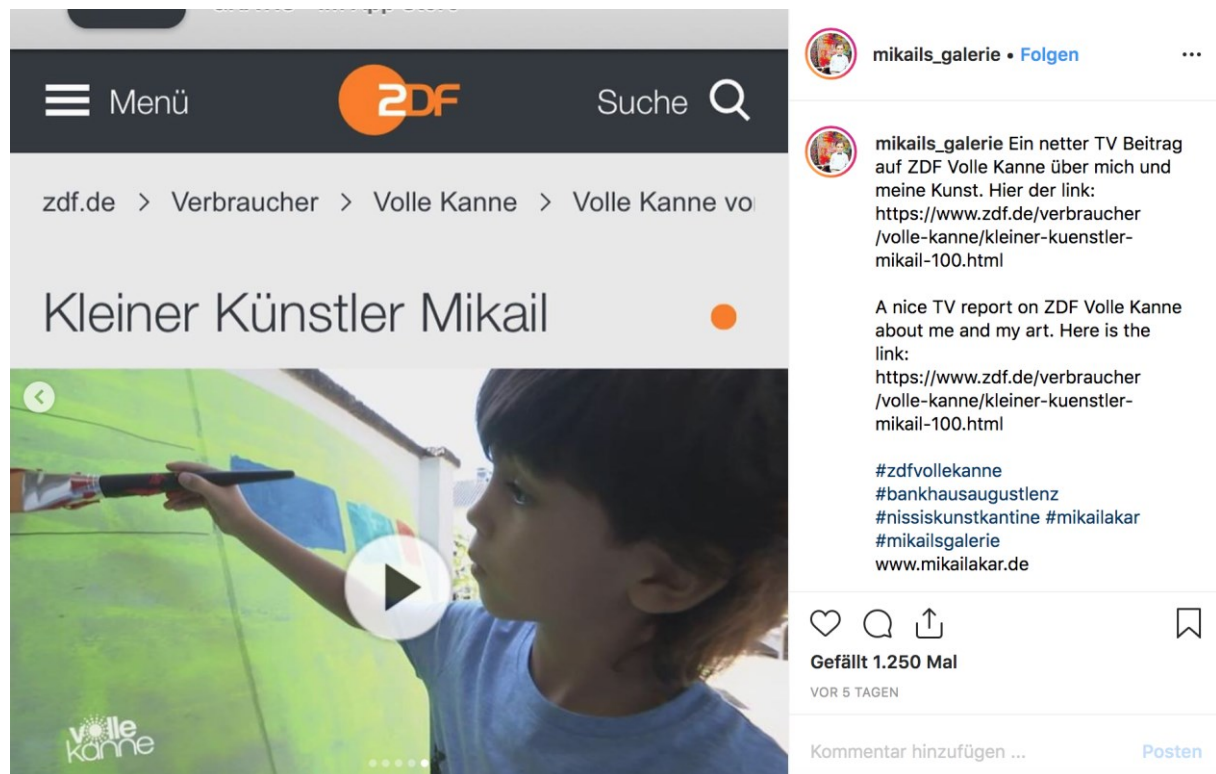 Menü
ZDF
Suche
zdf.de > Verbraucher > Volle Kanne > Volle Kanne
Kleiner Künstler Mikail
volle
kanne
mikails_galerie • Folgen
mikails_galerie Ein netter TV Beitrag
auf ZDF Volle Kanne über mich und
meine Kunst. Hier der link:
https://www.zdf.de/verbraucher
/volle-kanne/kleiner-kuenstler-
mikail-100.html
A nice TV report on ZDF Volle Kanne
about me and my art. Here is the
link:
https://www.zdf.de/verbraucher
/volle-kanne/kleiner-kuenstler-
mikail-100.html
#zdfvollekanne
#bankhausaugustlenz
#nissiskunstkantine #mikailakar
#mikailsgalerie
www.mikailakar.de
Gefällt 1.250 Mal
VOR 5 TAGEN
Kommentar hinzufügen ... Posten